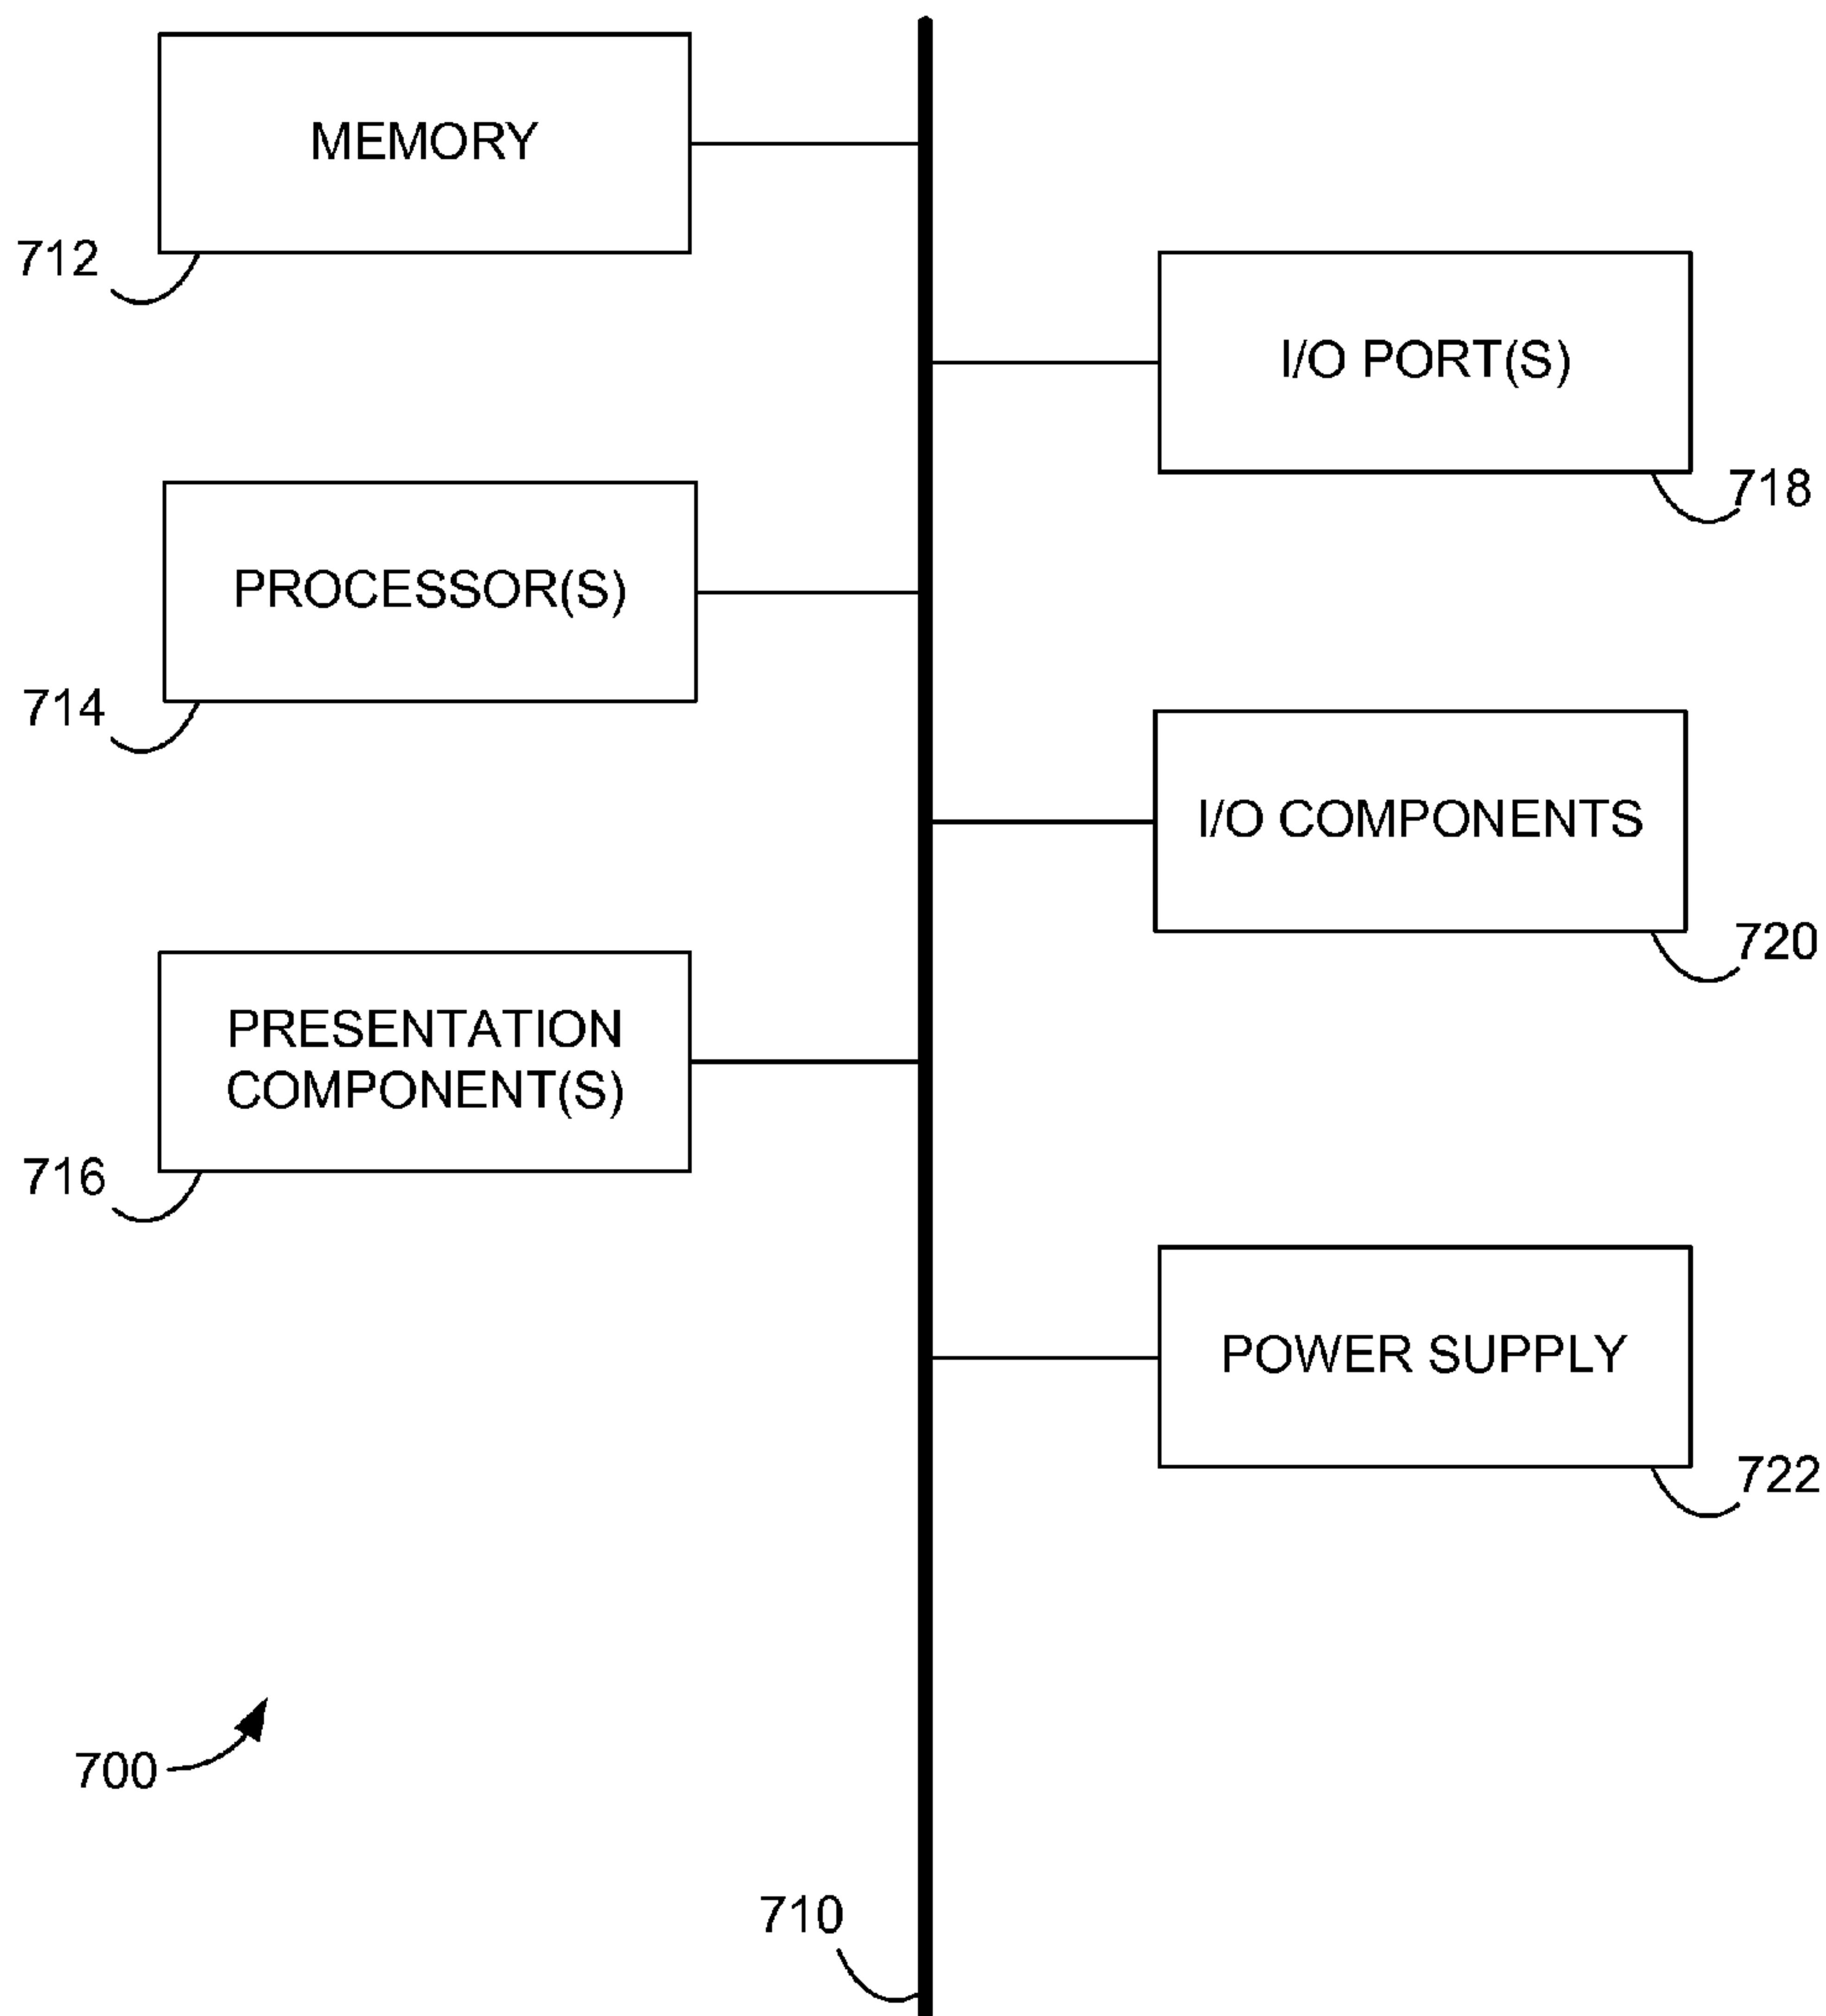 MEMORY
712
I/O PORT(S)
718
PROCESSOR(S)
714
I/O COMPONENTS
720
PRESENTATION
COMPONENT(S)
716
POWER SUPPLY
722
700
710